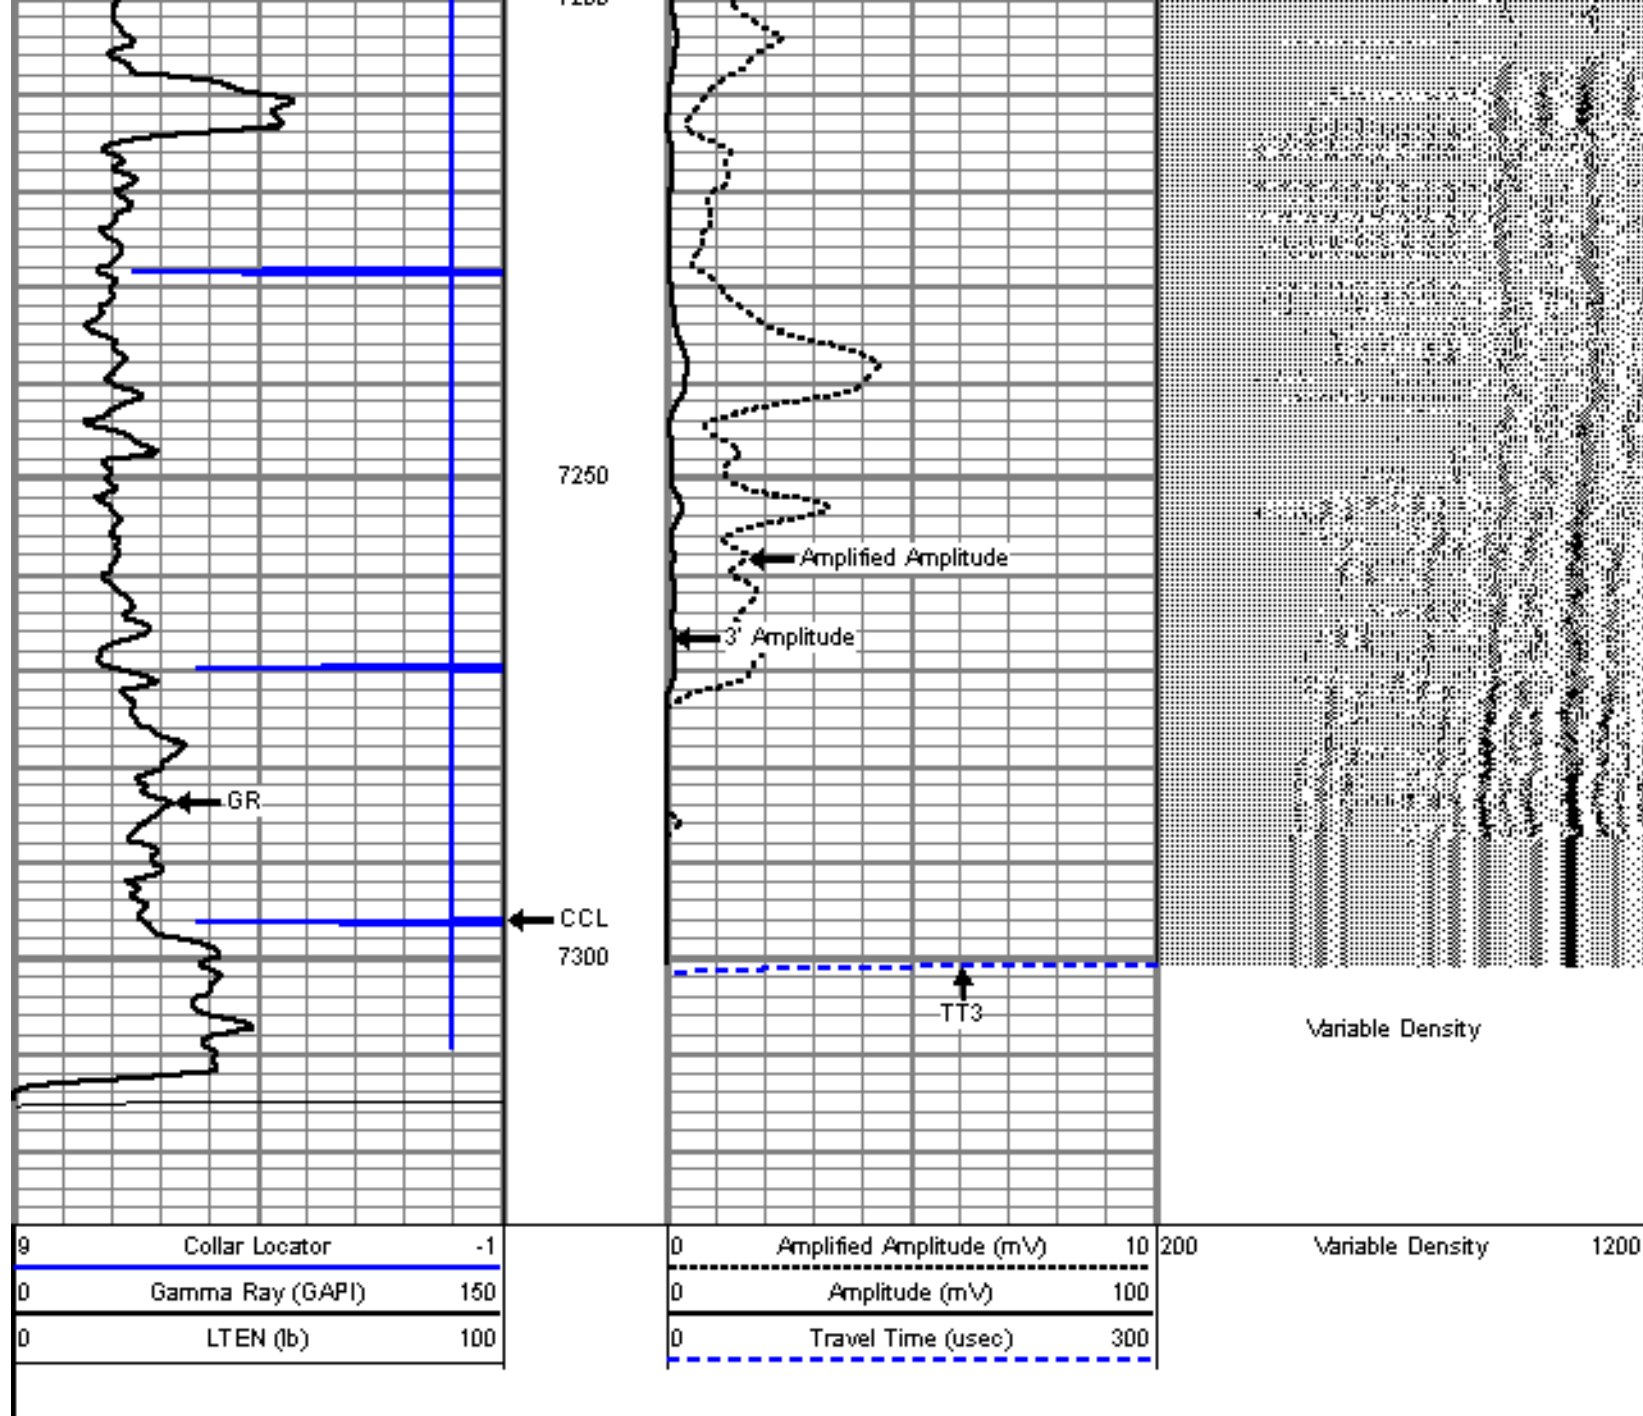 7250
Amplified Amplitude
3' Amplitude
GR
CCL
7300
TT3
Variable Density
9 Collar Locator -1
0 Gamma Ray (GAPI) 150
0 LTEN (lb) 100
0 Amplified Amplitude (mV) 10
0 Amplitude (mV) 100
0 Travel Time (usec) 300
200 Variable Density 1200